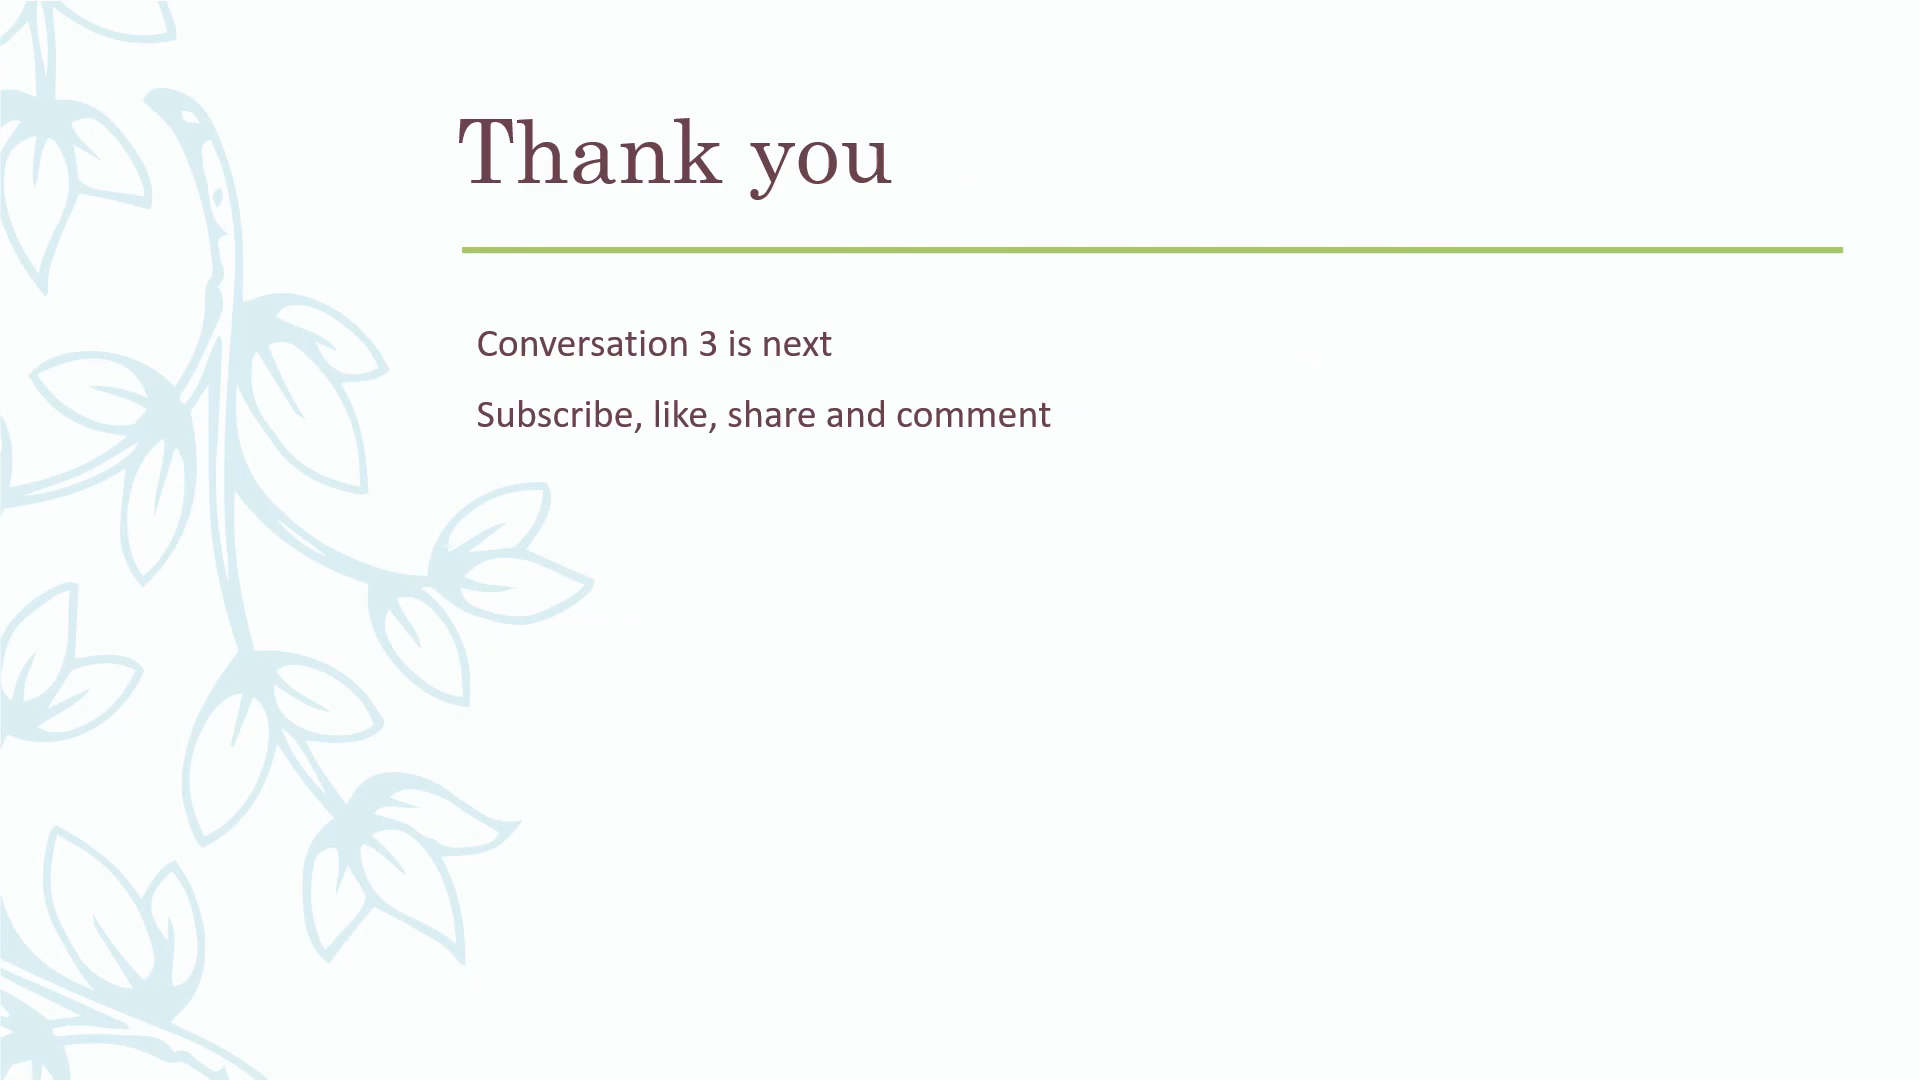 Thank you
Conversation 3 is next
Subscribe, like, share and comment